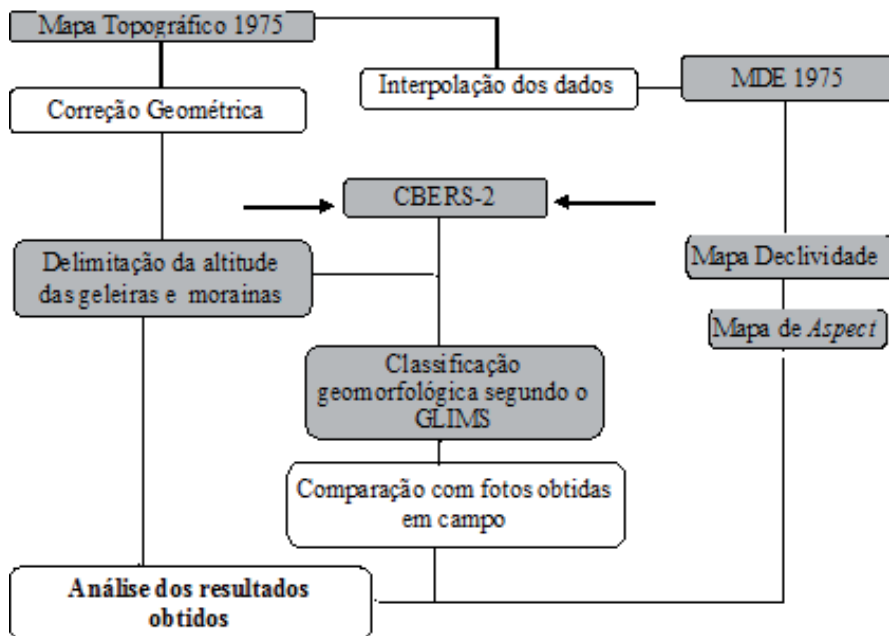 Mapa Topográfico 1975
Interpolação dos dados
MDE 1975
Correção Geométrica
CBERS-2
Delimitação da altitude
das geleiras e morainas
Mapa Declividade
Mapa de Aspect
Classificação
geomorfológica segundo o
GLIMS
Comparação com fotos obtidas
em campo
Análise dos resultados
obtidos